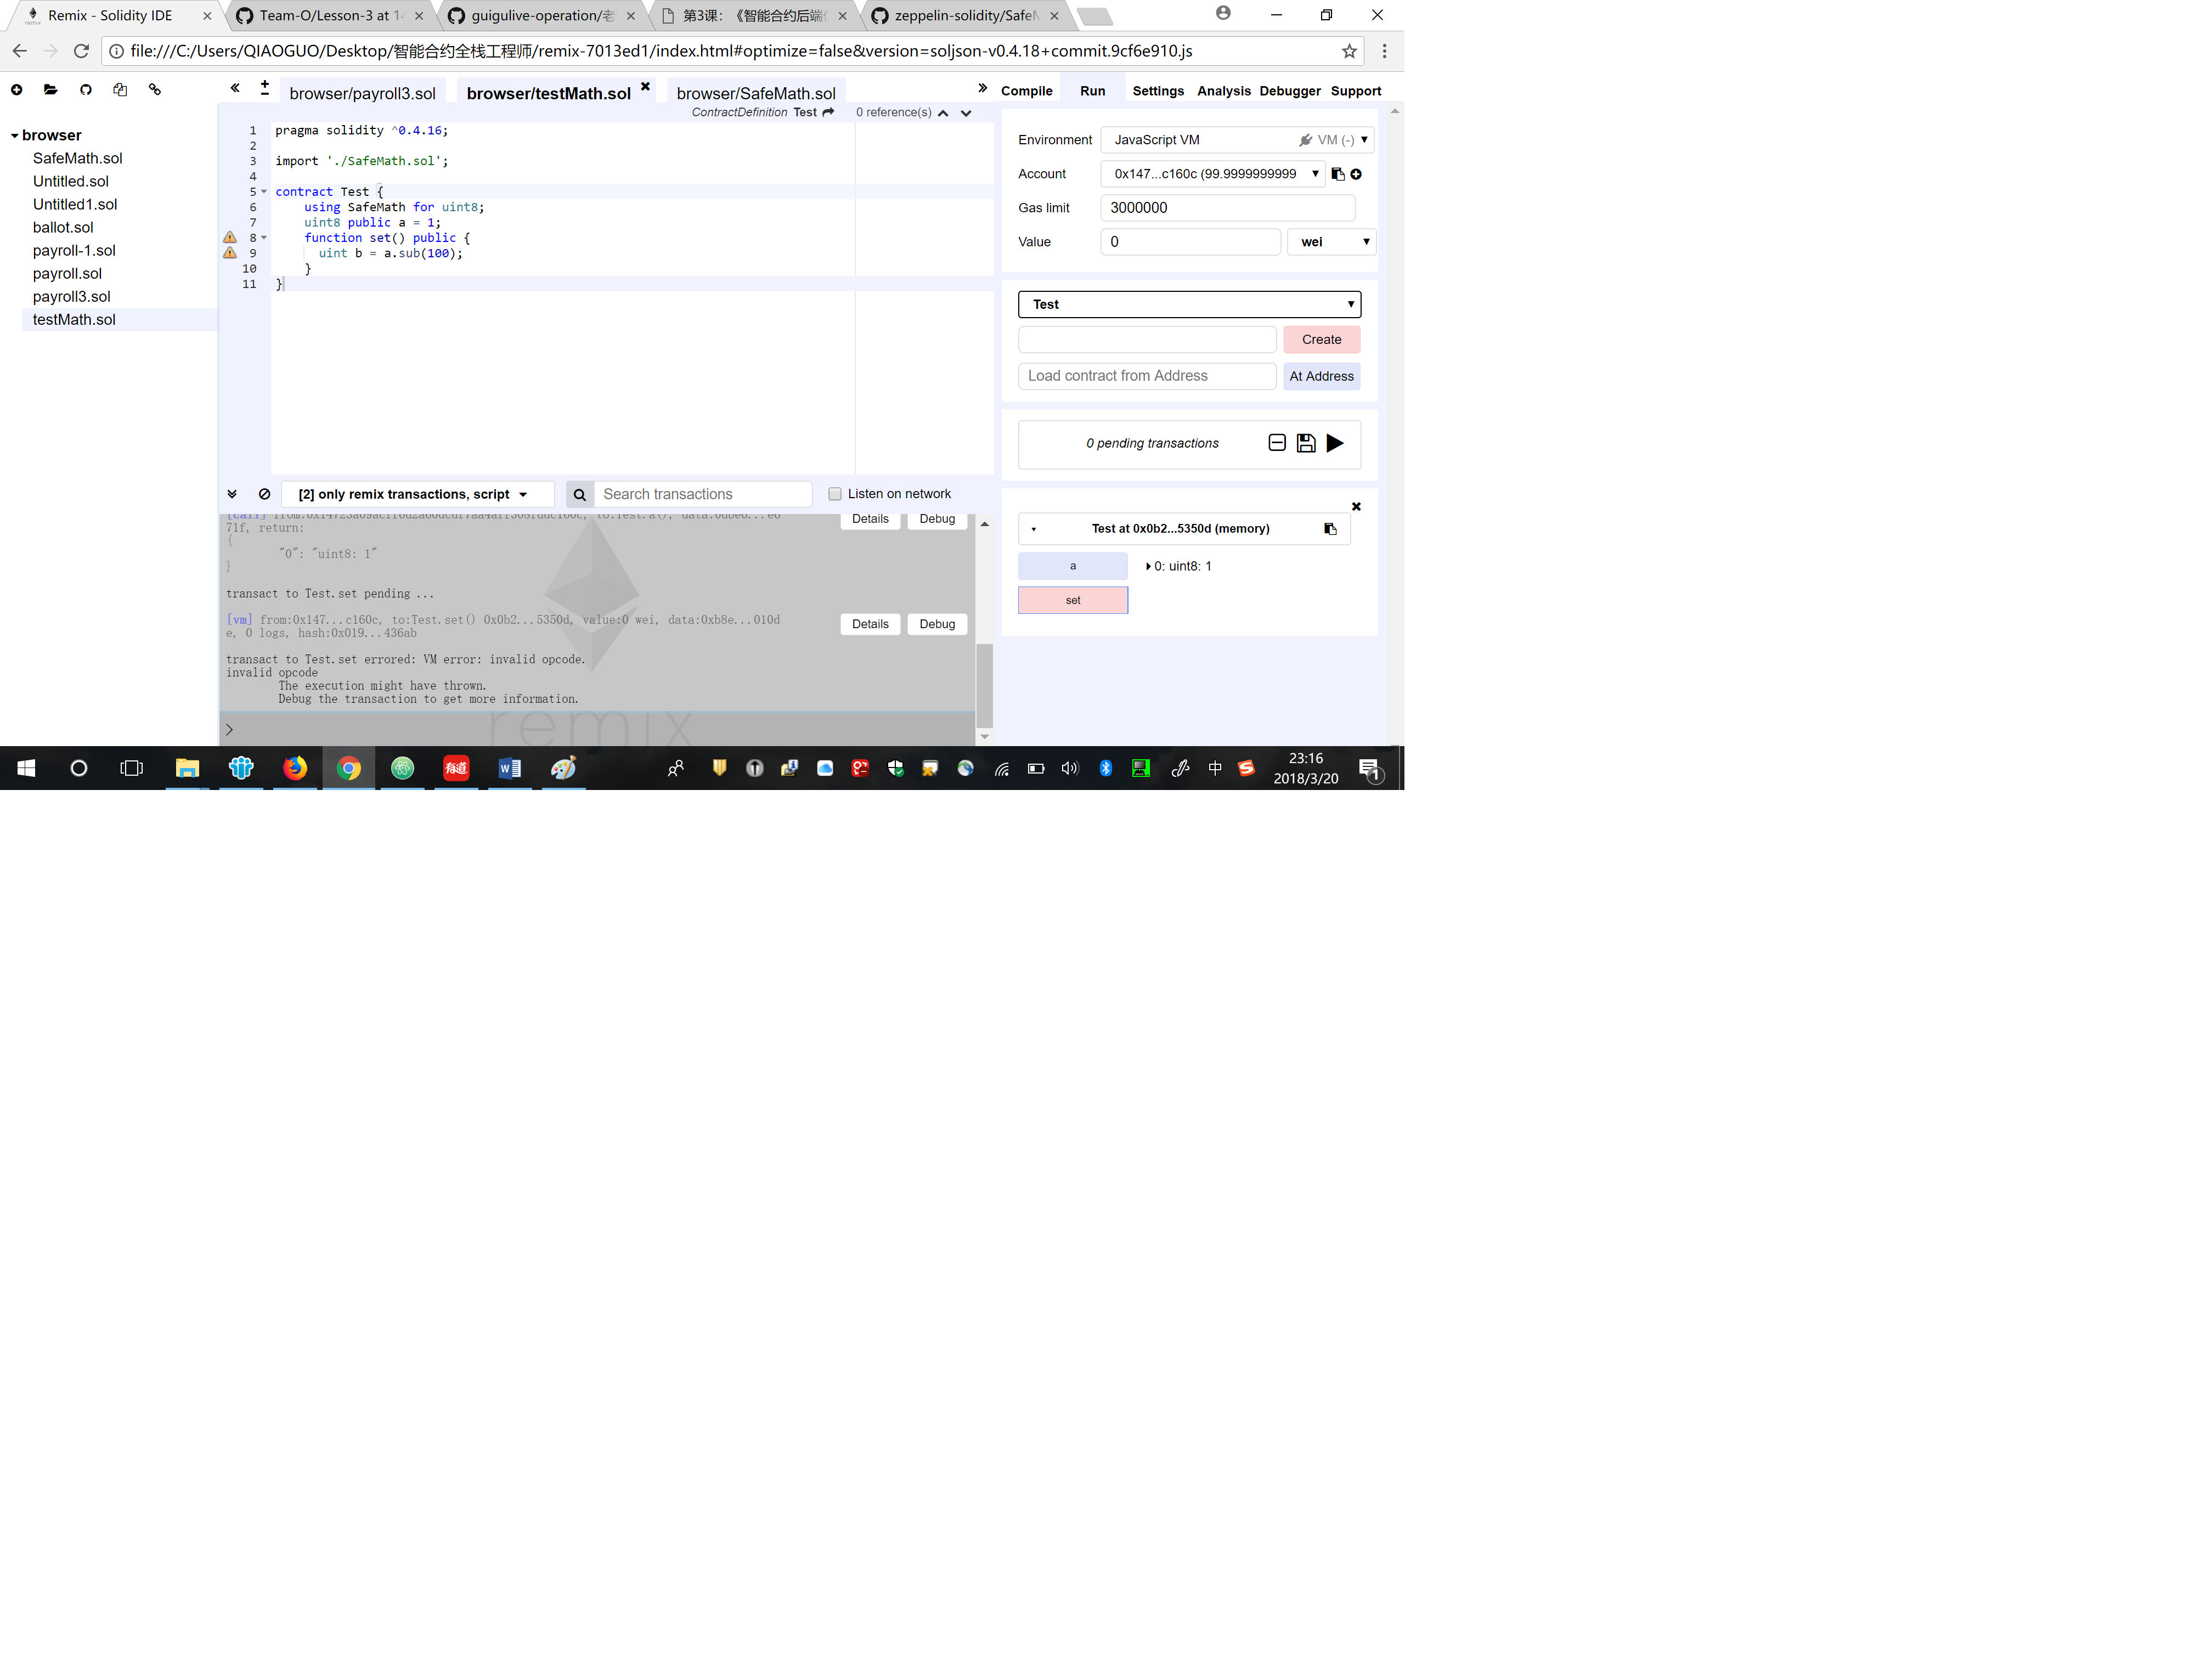 Remix - Solidity IDE
Team-O/Lesson-3 at 14
guigulive-operation/老
第3课：《智能合约后端
zeppelin-solidity/SafeM
file:///C:/Users/QIAOGUO/Desktop/智能合约全栈工程师/remix-7013ed1/index.html#optimize=false&version=soljson-v0.4.18+commit.9cf6e910.js
browser/payroll3.sol
browser/testMath.sol
browser/SafeMath.sol
Compile
Run
Settings
Analysis
Debugger
Support
ContractDefinition Test
0 reference(s)
browser
SafeMath.sol
Untitled.sol
Untitled1.sol
ballot.sol
payroll-1.sol
payroll.sol
payroll3.sol
testMath.sol
1 pragma solidity ^0.4.16;
2
3 import './SafeMath.sol';
4
5 contract Test {
6 using SafeMath for uint8;
7 uint8 public a = 1;
8 function set() public {
9 uint b = a.sub(100);
10 }
11 }
Environment
JavaScript VM
VM (-)
Account
0x147...c160c (99.9999999999
Gas limit
3000000
Value
0
wei
Test
Create
Load contract from Address
At Address
0 pending transactions
Test at 0x0b2...5350d (memory)
a
0: uint8: 1
set
[2] only remix transactions, script
Search transactions
Listen on network
71f, return:
{
"0": "uint8: 1"
}
Details
Debug
transact to Test.set pending ...
[vm] from:0x147...c160c, to:Test.set() 0x0b2...5350d, value:0 wei, data:0xb8e...010d
e, 0 logs, hash:0x019...436ab
Details
Debug
transact to Test.set errored: VM error: invalid opcode.
invalid opcode
The execution might have thrown.
Debug the transaction to get more information.
>
remix
有道
中
23:16
2018/3/20
1